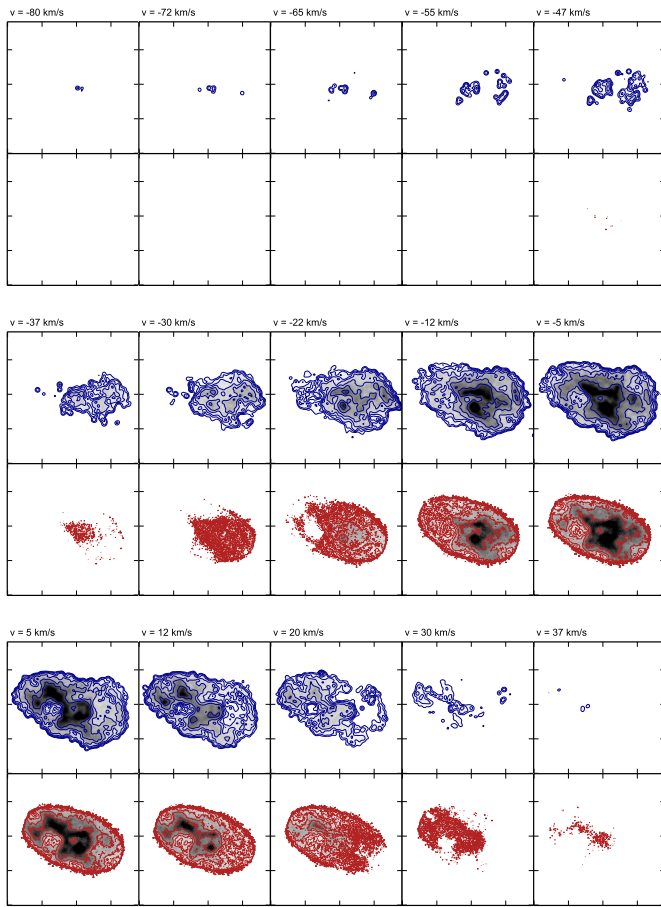 v = -80 km/s
v = -72 km/s
v = -65 km/s
v = -55 km/s
v = -47 km/s
v = -37 km/s
v = -30 km/s
v = -22 km/s
v = -12 km/s
v = -5 km/s
v = 5 km/s
v = 12 km/s
v = 20 km/s
v = 30 km/s
v = 37 km/s